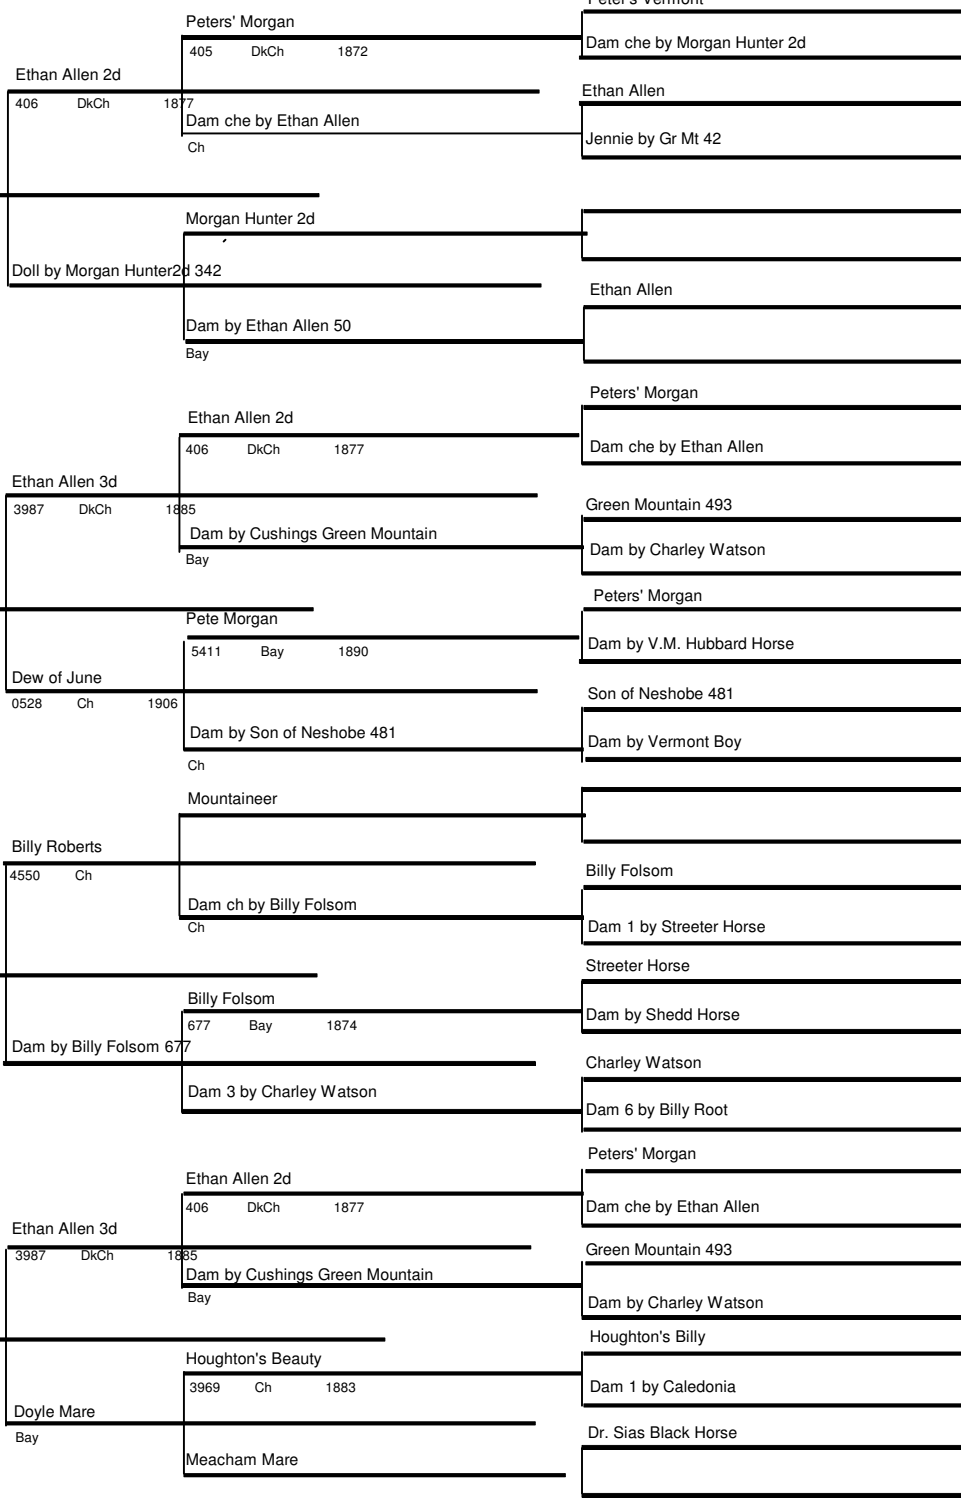 Peter's Vermont
Peters' Morgan
405 DkCh 1872
Dam che by Morgan Hunter 2d
Ethan Allen 2d
406 DkCh 1877
Ethan Allen
Dam che by Ethan Allen
Ch
Jennie by Gr Mt 42
Morgan Hunter 2d
Doll by Morgan Hunter2d 342
Ethan Allen
Dam by Ethan Allen 50
Bay
Peters' Morgan
Ethan Allen 2d
406 DkCh 1877
Dam che by Ethan Allen
Ethan Allen 3d
3987 DkCh 1885
Green Mountain 493
Dam by Cushings Green Mountain
Bay
Dam by Charley Watson
Peters' Morgan
Pete Morgan
5411 Bay 1890
Dam by V.M. Hubbard Horse
Dew of June
0528 Ch 1906
Son of Neshobe 481
Dam by Son of Neshobe 481
Ch
Dam by Vermont Boy
Mountaineer
Billy Roberts
4550 Ch
Billy Folsom
Dam ch by Billy Folsom
Ch
Dam 1 by Streeter Horse
Streeter Horse
Billy Folsom
677 Bay 1874
Dam by Shedd Horse
Dam by Billy Folsom 677
Charley Watson
Dam 3 by Charley Watson
Dam 6 by Billy Root
Peters' Morgan
Ethan Allen 2d
406 DkCh 1877
Dam che by Ethan Allen
Ethan Allen 3d
3987 DkCh 1885
Green Mountain 493
Dam by Cushings Green Mountain
Bay
Dam by Charley Watson
Houghton's Billy
Houghton's Beauty
3969 Ch 1883
Dam 1 by Caledonia
Doyle Mare
Bay
Dr. Sias Black Horse
Meacham Mare